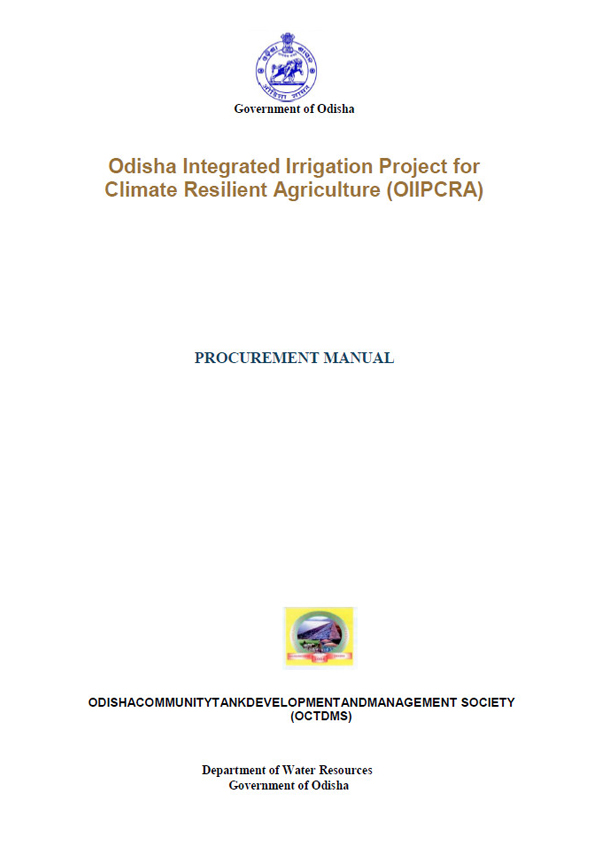 Government of Odisha
Odisha Integrated Irrigation Project for
Climate Resilient Agriculture (OIIPCRA)
PROCUREMENT MANUAL
ODISHACOMMUNITYTANKDEVELOPMENTANDMANAGEMENT SOCIETY
(OCTDMS)
Department of Water Resources
Government of Odisha